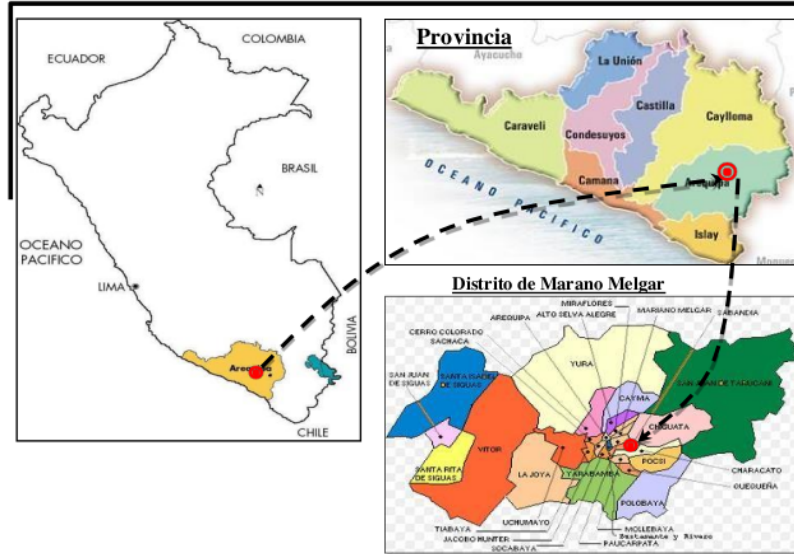 COLOMBIA
ECUADOR
BRASIL
N
OCEANO
PACIFICO
LIMA
BOLIVIA
CHILE
Provincia
Ayacucho
La Unión
Castilla
Caylloma
Caraveli
Condesuyos
Camana
Arequipa
OCEANO PACIFICO
Islay
Distrito de Marano Melgar
MIRAFLORES
AREQUIPA
MARIANO MELGAR
ALTO SELVA ALEGRE
SABANDIA
CERRO COLORADO
SACHACA
YURA
SAN JUAN
DE SIGUAS
SANTA ISABEL
DE SIGUAS
SAN JUAN DE TARUCANI
CAYMA
CHIGUATA
VITOR
POCSI
SANTA RITA
DE SIGUAS
LA JOYA
YARABAMBA
CHARACATO
QUEQUEÑA
POLOBAYA
UCHUMAYO
TIABAYA
MOLLEBAYA
JACOBO HUNTER
Bustamante y Rivero
PAUCARPATA
SOCABAYA